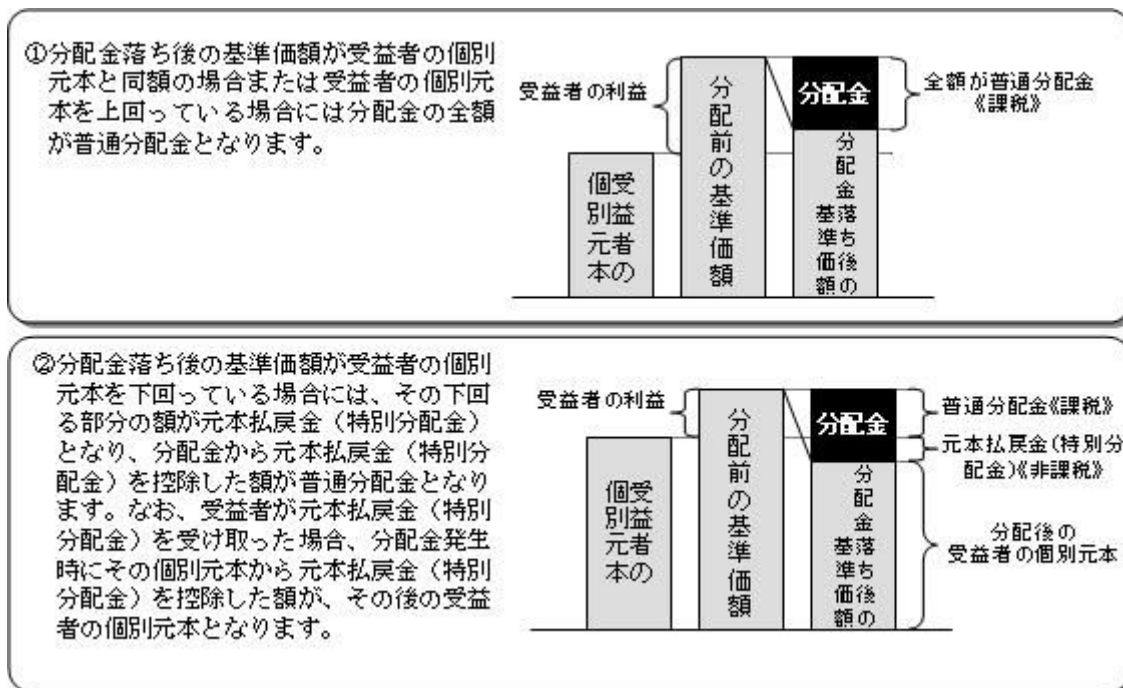 ①分配金落ち後の基準価額が受益者の個別
元本と同額の場合または受益者の個別元
本を上回っている場合には分配金の全額
が普通分配金となります。
受益者の利益
個別元本
受益者の
分配前の基準価額
分配金
分配金
基準価額
落ち後の
全額が普通分配金
《課税》
②分配金落ち後の基準価額が受益者の個別
元本を下回っている場合には、その下回
る部分の額が元本払戻金（特別分配金）
となり、分配金から元本払戻金（特別分
配金）を控除した額が普通分配金となり
ます。なお、受益者が元本払戻金（特別
分配金）を受け取った場合、分配金発生
時にその個別元本から元本払戻金（特別
分配金）を控除した額が、その後の受益
者の個別元本となります。
受益者の利益
個別元本
受益者の
分配前の基準価額
分配金
分配金
基準価額
落ち後の
普通分配金《課税》
元本払戻金(特別分
配金)《非課税》
分配後の
受益者の個別元本